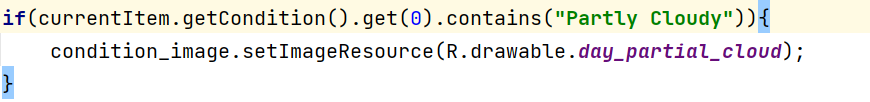 if(currentItem.getCondition().get(0).contains("Partly Cloudy")){
    condition_image.setImageResource(R.drawable.day_partial_cloud);
}